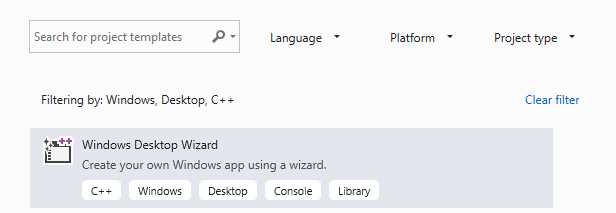 Search for project templates
Language
Platform
Project type
Filtering by: Windows, Desktop, C++
Clear filter
Windows Desktop Wizard
Create your own Windows app using a wizard.
C++
Windows
Desktop
Console
Library